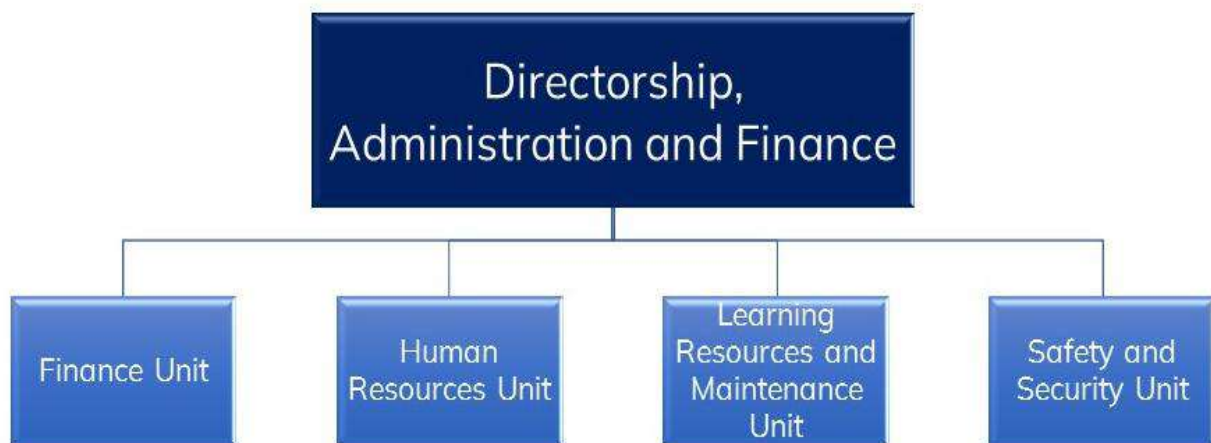 Directorship,
Administration and Finance
Finance Unit
Human
Resources Unit
Learning
Resources and
Maintenance
Unit
Safety and
Security Unit